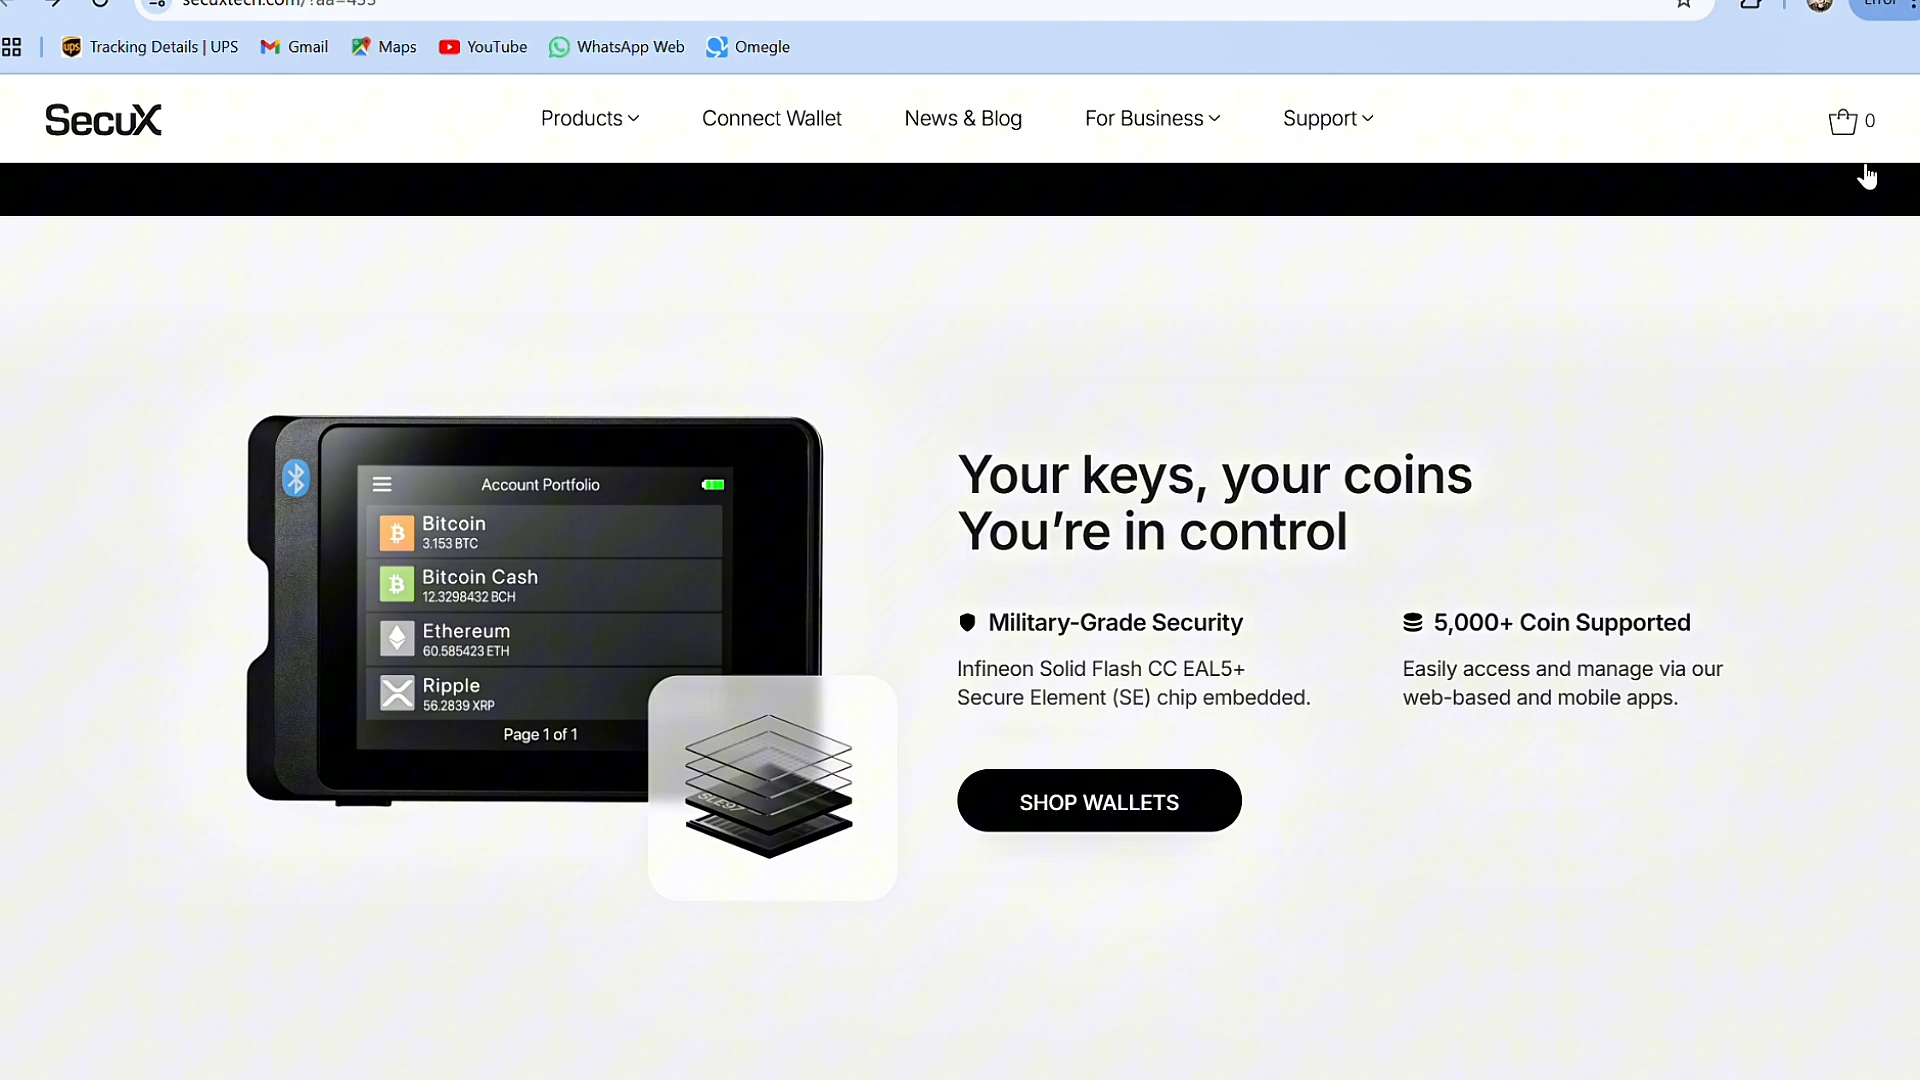 Tracking Details | UPS Gmail Maps YouTube WhatsApp Web Omegle
SecuX Products Connect Wallet News & Blog For Business Support 0
Account Portfolio
Bitcoin
3.153 BTC
Bitcoin Cash
12.3298432 BCH
Ethereum
60.585423 ETH
Ripple
56.2839 XRP
Page 1 of 1
SLE97
Your keys, your coins
You're in control
Military-Grade Security
Infineon Solid Flash CC EAL5+
Secure Element (SE) chip embedded.
5,000+ Coin Supported
Easily access and manage via our
web-based and mobile apps.
SHOP WALLETS